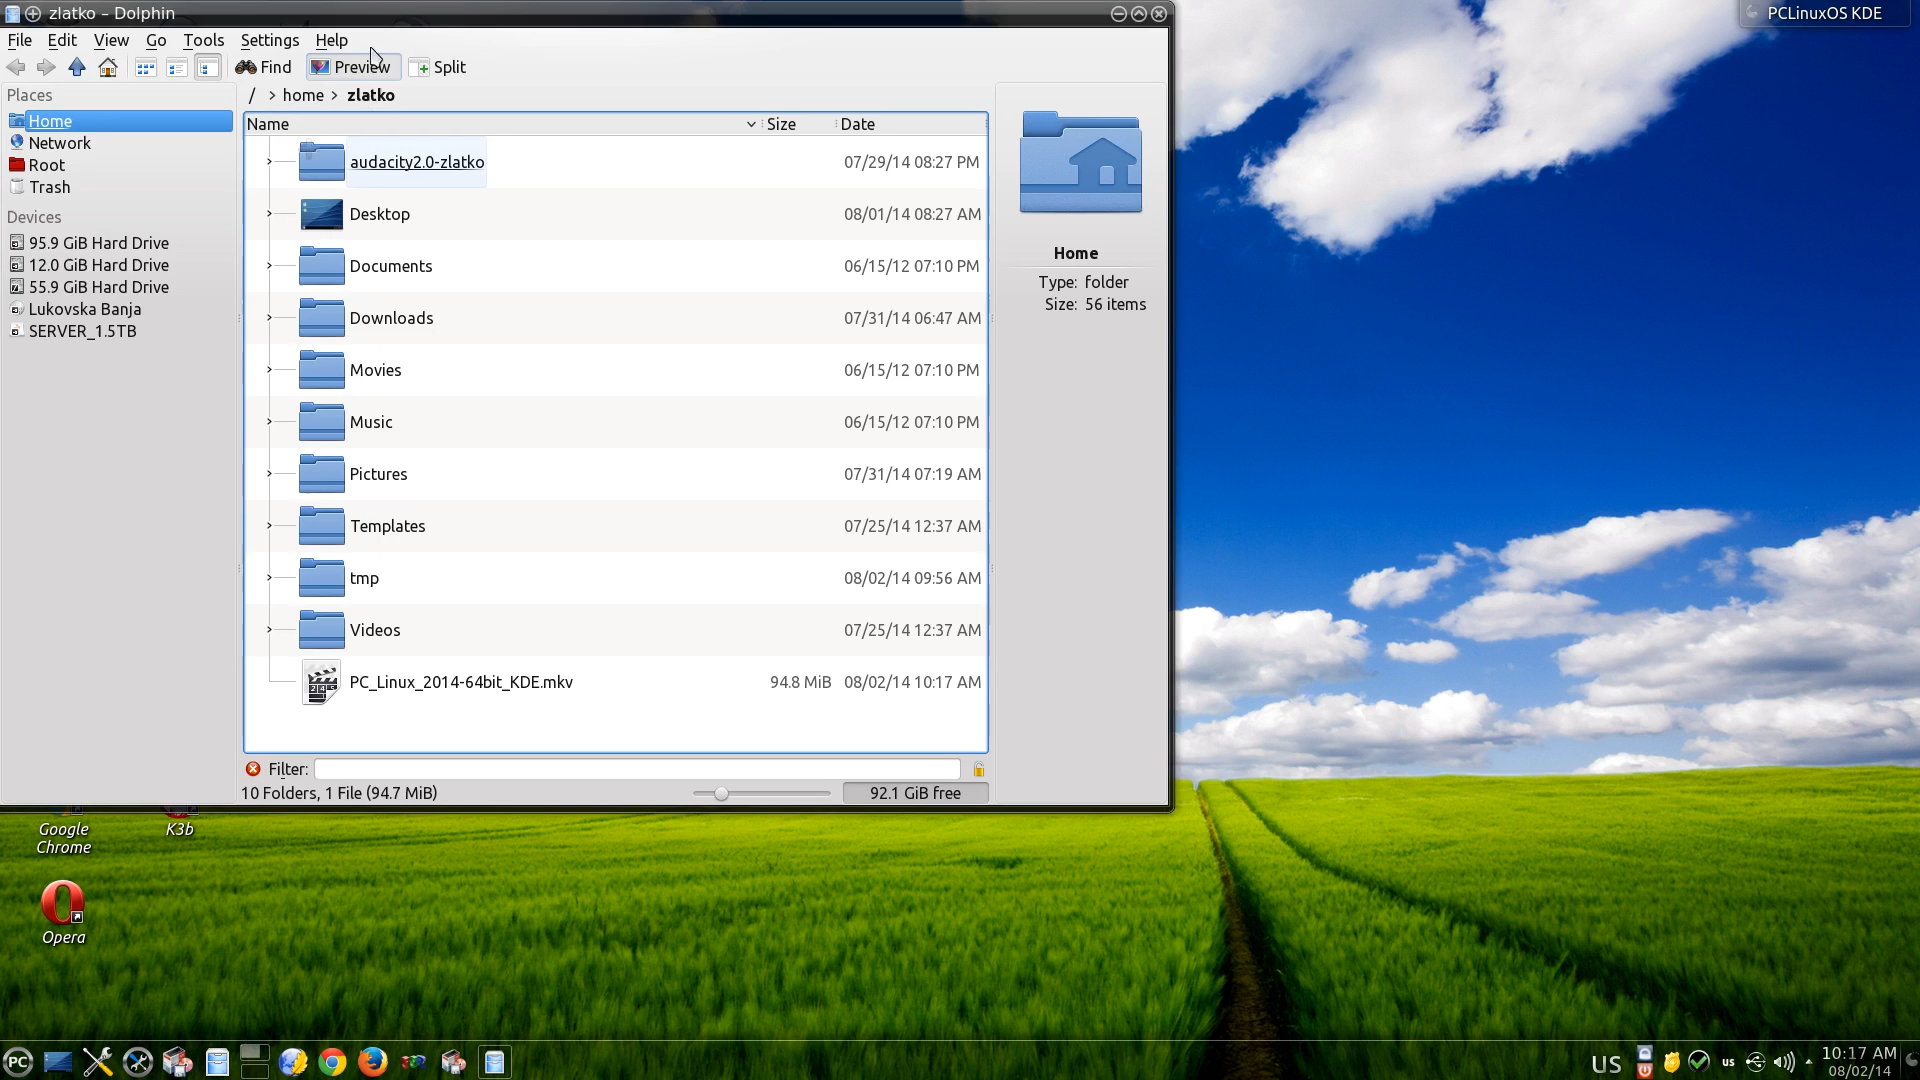 zlatko – Dolphin
PCLinuxOS KDE
File Edit View Go Tools Settings Help
Find Preview Split
Places
/ > home > zlatko
Home
Network
Root
Trash
Devices
95.9 GiB Hard Drive
12.0 GiB Hard Drive
55.9 GiB Hard Drive
Lukovska Banja
SERVER_1.5TB
Name Size Date
audacity2.0-zlatko 07/29/14 08:27 PM
Desktop 08/01/14 08:27 AM
Documents 06/15/12 07:10 PM
Downloads 07/31/14 06:47 AM
Movies 06/15/12 07:10 PM
Music 06/15/12 07:10 PM
Pictures 07/31/14 07:19 AM
Templates 07/25/14 12:37 AM
tmp 08/02/14 09:56 AM
Videos 07/25/14 12:37 AM
PC_Linux_2014-64bit_KDE.mkv 94.8 MiB 08/02/14 10:17 AM
Home
Type: folder
Size: 56 items
Filter:
10 Folders, 1 File (94.7 MiB) 92.1 GiB free
Google
Chrome
K3b
Opera
PC
US
us
10:17 AM
08/02/14